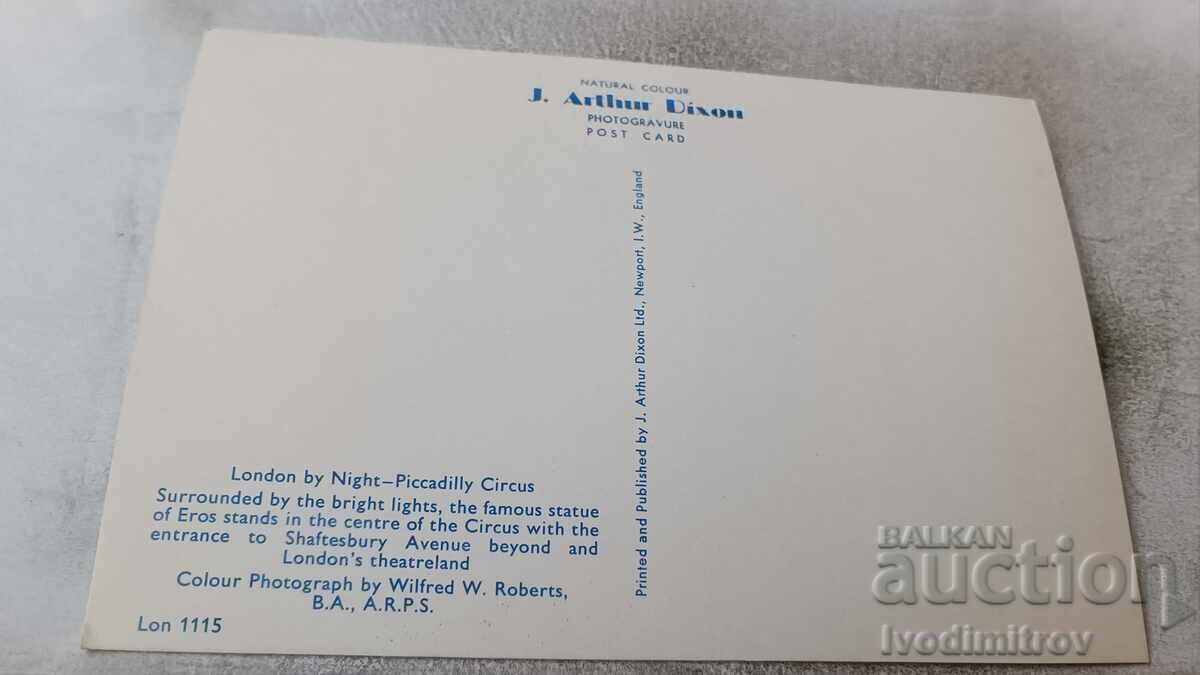 NATURAL COLOUR
J. Arthur Dixon
PHOTOGRAVURE
POST CARD
Printed and Published by J. Arthur Dixon Ltd., Newport, I.W., England
London by Night–Piccadilly Circus
Surrounded by the bright lights, the famous statue
of Eros stands in the centre of the Circus with the
entrance to Shaftesbury Avenue beyond and
London's theatreland
Colour Photograph by Wilfred W. Roberts,
B.A., A.R.P.S.
Lon 1115
BALKAN
auction
Ivodimitrov